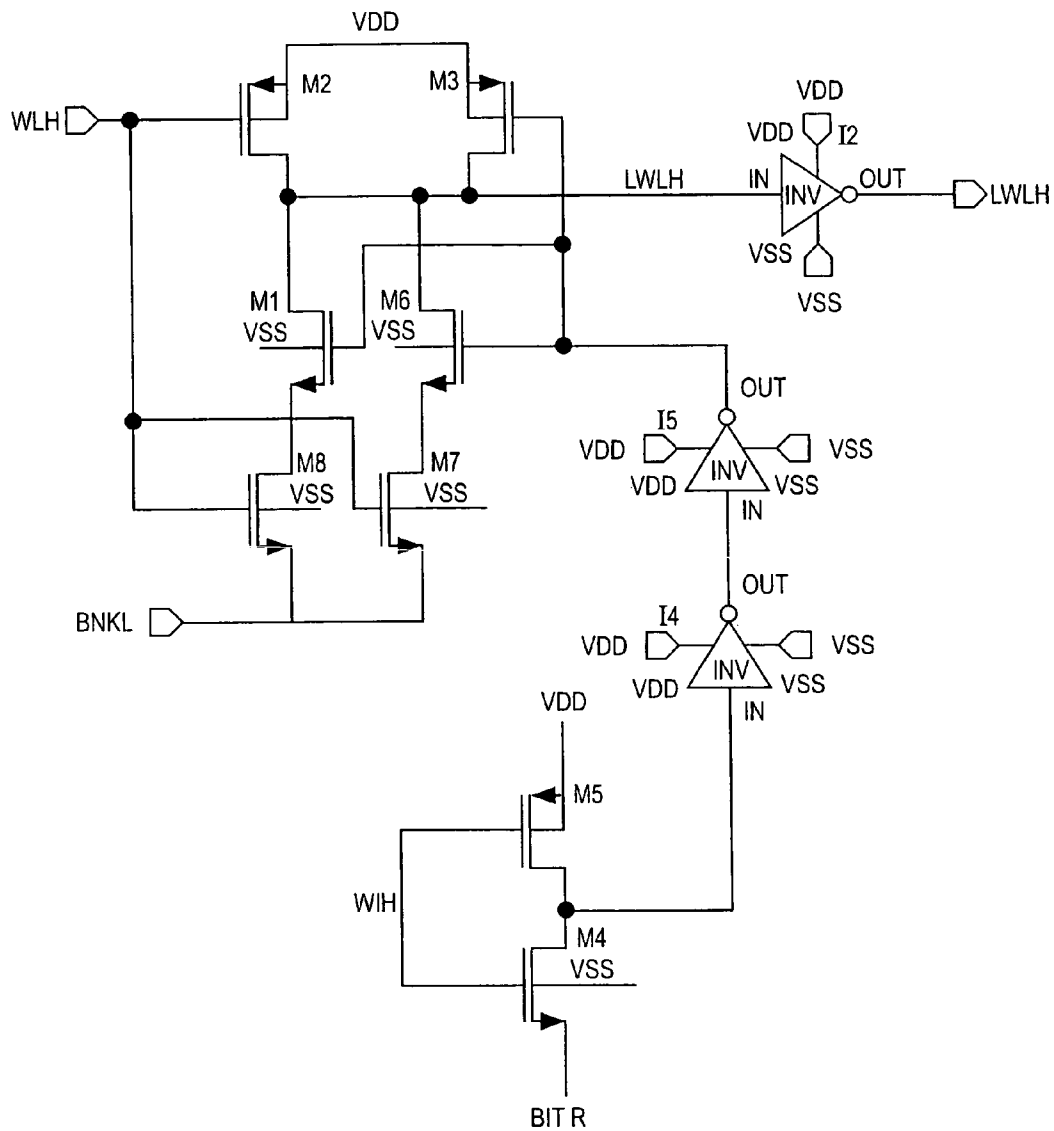 VDD
M2
M3
WLH
VDD
VDD
I2
LWLH
IN
INV
OUT
LWLH
VSS
VSS
M1
VSS
M6
VSS
OUT
I5
VDD
VSS
INV
VDD
VSS
IN
M8
VSS
M7
VSS
OUT
BNKL
I4
VDD
VSS
INV
VDD
VSS
IN
VDD
M5
WIH
M4
VSS
BIT R